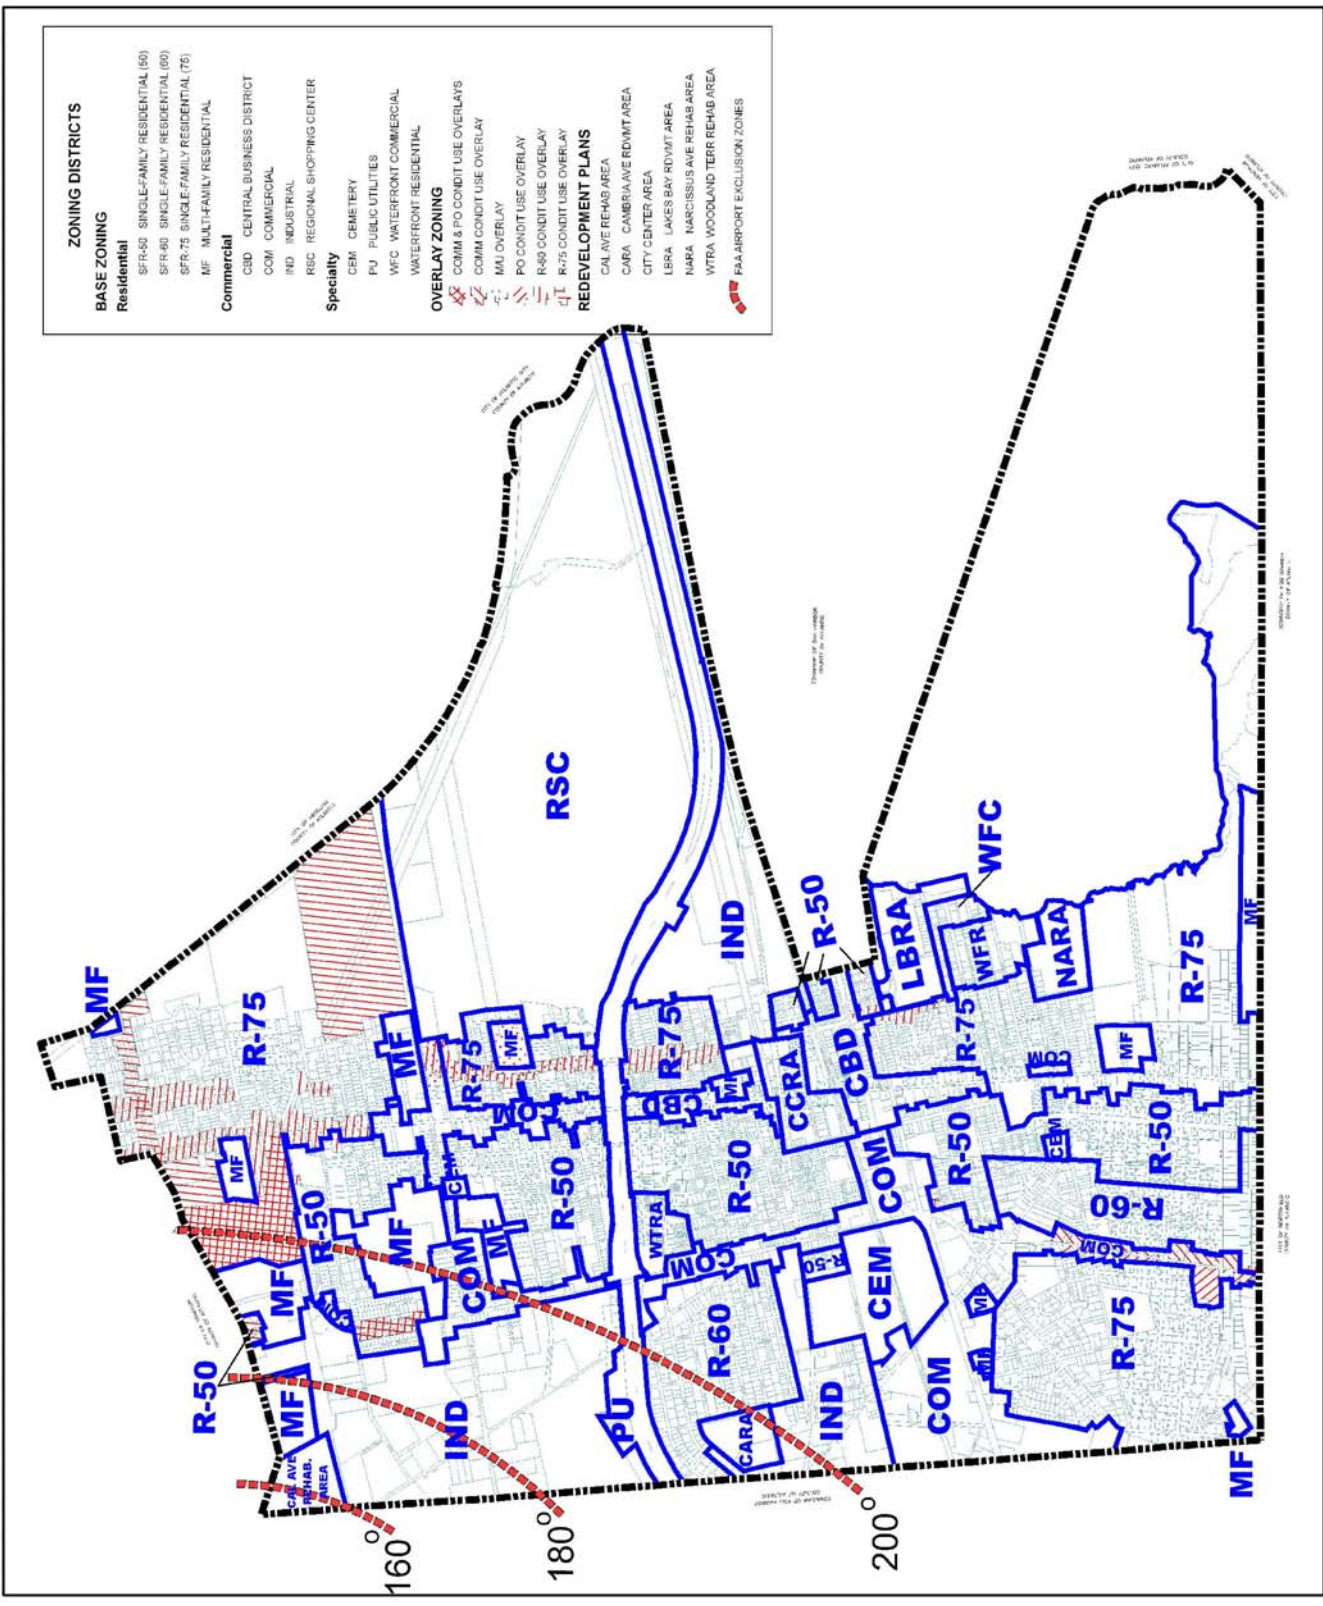 ZONING DISTRICTS
BASE ZONING
Residential
SFR-50 SINGLE-FAMILY RESIDENTIAL (50)
SFR-60 SINGLE-FAMILY RESIDENTIAL (60)
SFR-75 SINGLE-FAMILY RESIDENTIAL (75)
MF MULTI-FAMILY RESIDENTIAL
Commercial
CBD CENTRAL BUSINESS DISTRICT
COM COMMERCIAL
IND INDUSTRIAL
RSC REGIONAL SHOPPING CENTER
Specialty
CEM CEMETERY
PU PUBLIC UTILITIES
WFC WATERFRONT COMMERCIAL
WATERFRONT RESIDENTIAL
OVERLAY ZONING
COMM & PO CONDIT USE OVERLAYS
COMM CONDIT USE OVERLAY
MU OVERLAY
PO CONDIT USE OVERLAY
R-60 CONDIT USE OVERLAY
R-75 CONDIT USE OVERLAY
REDEVELOPMENT PLANS
CAL AVE REHAB AREA
CARA CAMBRIA AVE RDVMT AREA
CITY CENTER AREA
LBRA LAKES BAY RDVMT AREA
NARA NARCISSUS AVE REHAB AREA
WTRA WOODLAND TERR REHAB AREA
FAA AIRPORT EXCLUSION ZONES
MF
R-75
MF
MF
R-50
MF
R-50
MF
CAL AVE
REHAB.
AREA
MF
CEM
COM
MF
IND
R-75
MF
COM
R-50
RSC
PU
WTRA
R-75
CBD
MF
R-50
COM
R-60
CARA
IND
CCRA
R-50
R-50
IND
CBD
COM
CEM
COM
LBRA
WFC
WFR
R-75
R-50
MF
NARA
CEM
MF
R-50
R-60
COM
R-75
R-75
MF
MF
160°
180°
200°